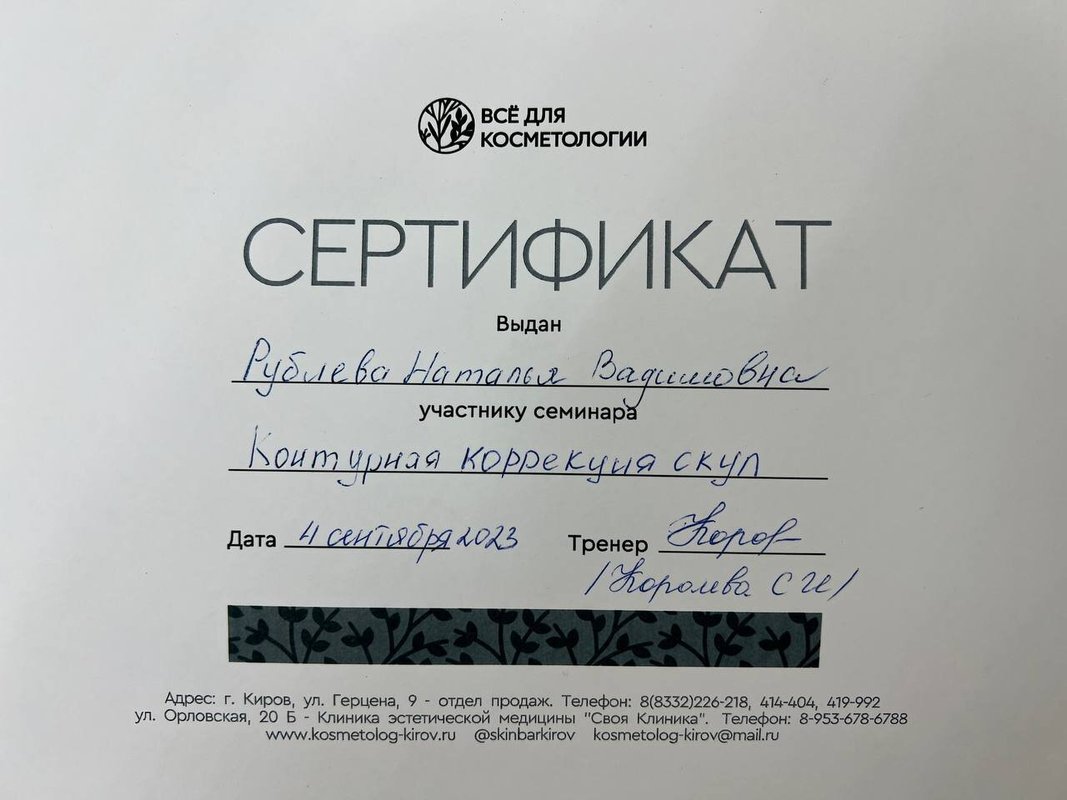 ВСЁ ДЛЯ
КОСМЕТОЛОГИИ
СЕРТИФИКАТ
Выдан
Рублева Наталья Вадимовна
участнику семинара
Контурная коррекция скул
Дата 4 сентября 2023 Тренер
/Королева С И/
Адрес: г. Киров, ул. Герцена, 9 - отдел продаж. Телефон: 8(8332)226-218, 414-404, 419-992
ул. Орловская, 20 Б - Клиника эстетической медицины "Своя Клиника". Телефон: 8-953-678-6788
www.kosmetolog-kirov.ru @skinbarkirov kosmetolog-kirov@mail.ru